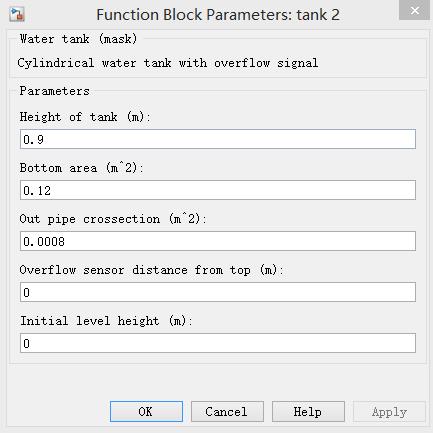 Function Block Parameters: tank 2
Water tank (mask)
Cylindrical water tank with overflow signal
Parameters
Height of tank (m):
0.9
Bottom area (m^2):
0.12
Out pipe crossection (m^2):
0.0008
Overflow sensor distance from top (m):
0
Initial level height (m):
0
OK Cancel Help Apply